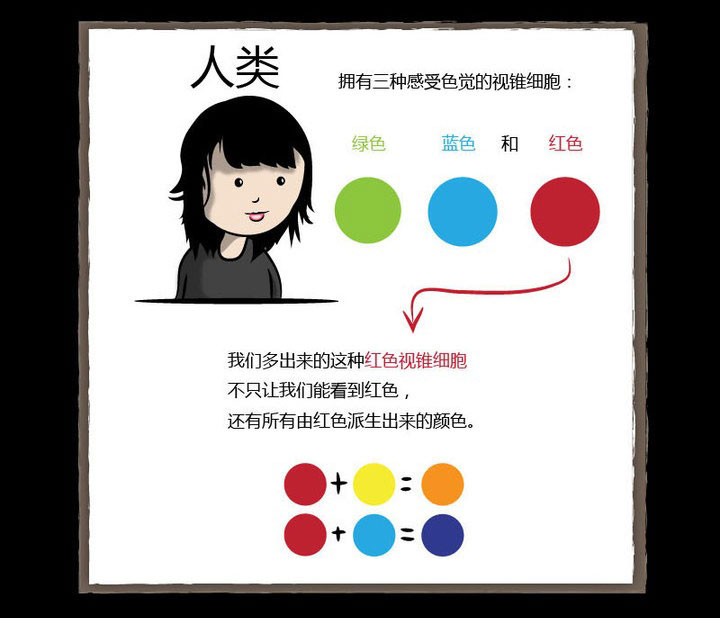 人类
拥有三种感受色觉的视锥细胞：
绿色 蓝色 和 红色
我们多出来的这种红色视锥细胞
不只让我们能看到红色，
还有所有由红色派生出来的颜色。
+ =
+ =